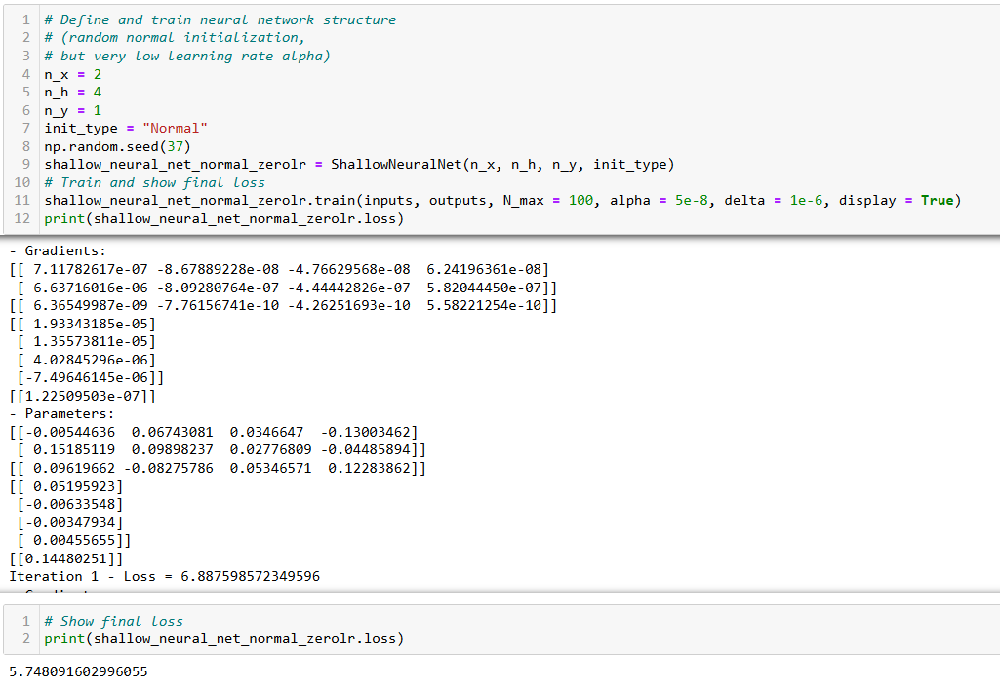 1 # Define and train neural network structure
2 # (random normal initialization,
3 # but very low learning rate alpha)
4 n_x = 2
5 n_h = 4
6 n_y = 1
7 init_type = "Normal"
8 np.random.seed(37)
9 shallow_neural_net_normal_zerolr = ShallowNeuralNet(n_x, n_h, n_y, init_type)
10 # Train and show final loss
11 shallow_neural_net_normal_zerolr.train(inputs, outputs, N_max = 100, alpha = 5e-8, delta = 1e-6, display = True)
12 print(shallow_neural_net_normal_zerolr.loss)
- Gradients:
[[ 7.11782617e-07 -8.67889228e-08 -4.76629568e-08  6.24196361e-08]
 [ 6.63716016e-06 -8.09280764e-07 -4.44442826e-07  5.82044450e-07]]
[[ 6.36549987e-09 -7.76156741e-10 -4.26251693e-10  5.58221254e-10]]
[[ 1.93343185e-05]
 [ 1.35573811e-05]
 [ 4.02845296e-06]
 [-7.49646145e-06]]
[[1.22509503e-07]]
- Parameters:
[[-0.00544636  0.06743081  0.0346647  -0.13003462]
 [ 0.15185119  0.09898237  0.02776809 -0.04485894]]
[[ 0.09619662 -0.08275786  0.05346571  0.12283862]]
[[ 0.05195923]
 [-0.00633548]
 [-0.00347934]
 [ 0.00455655]]
[[0.14480251]]
Iteration 1 - Loss = 6.887598572349596
1 # Show final loss
2 print(shallow_neural_net_normal_zerolr.loss)
5.748091602996055